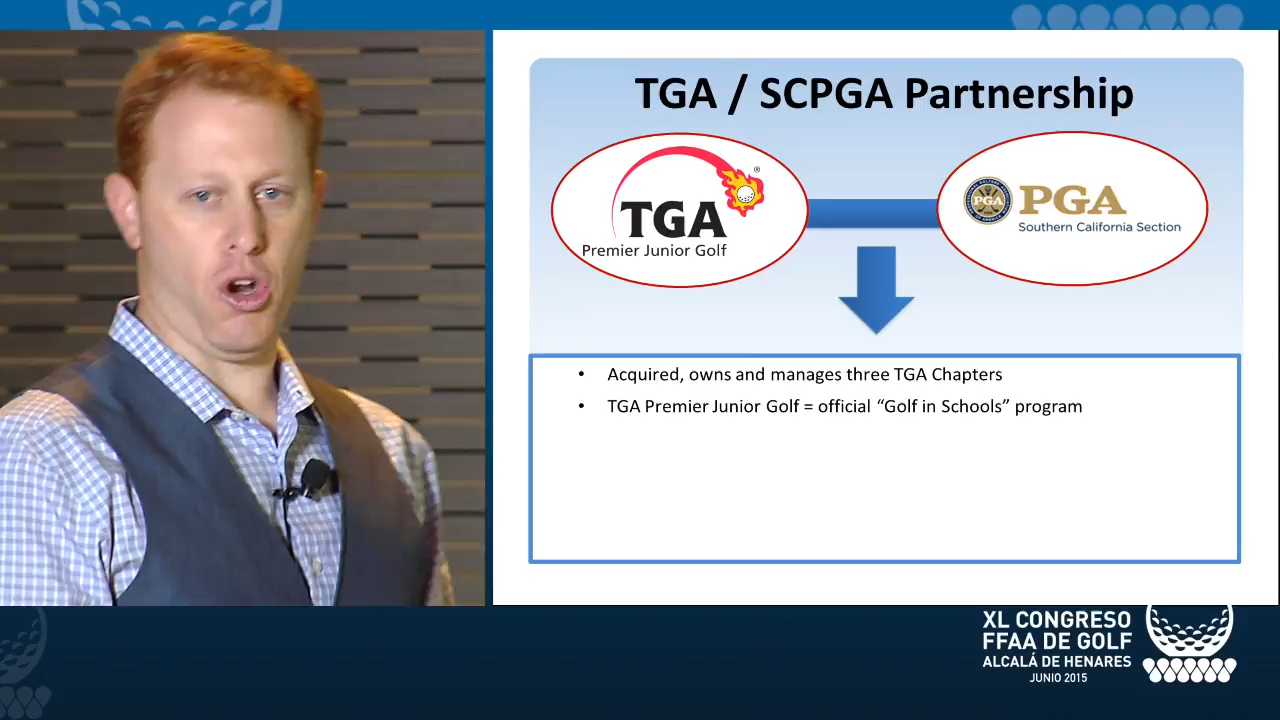 TGA / SCPGA Partnership
TGA
®
Premier Junior Golf
PGA
PGA
Southern California Section
• Acquired, owns and manages three TGA Chapters
• TGA Premier Junior Golf = official “Golf in Schools” program
XL CONGRESO
FFAA DE GOLF
ALCALÁ DE HENARES
JUNIO 2015